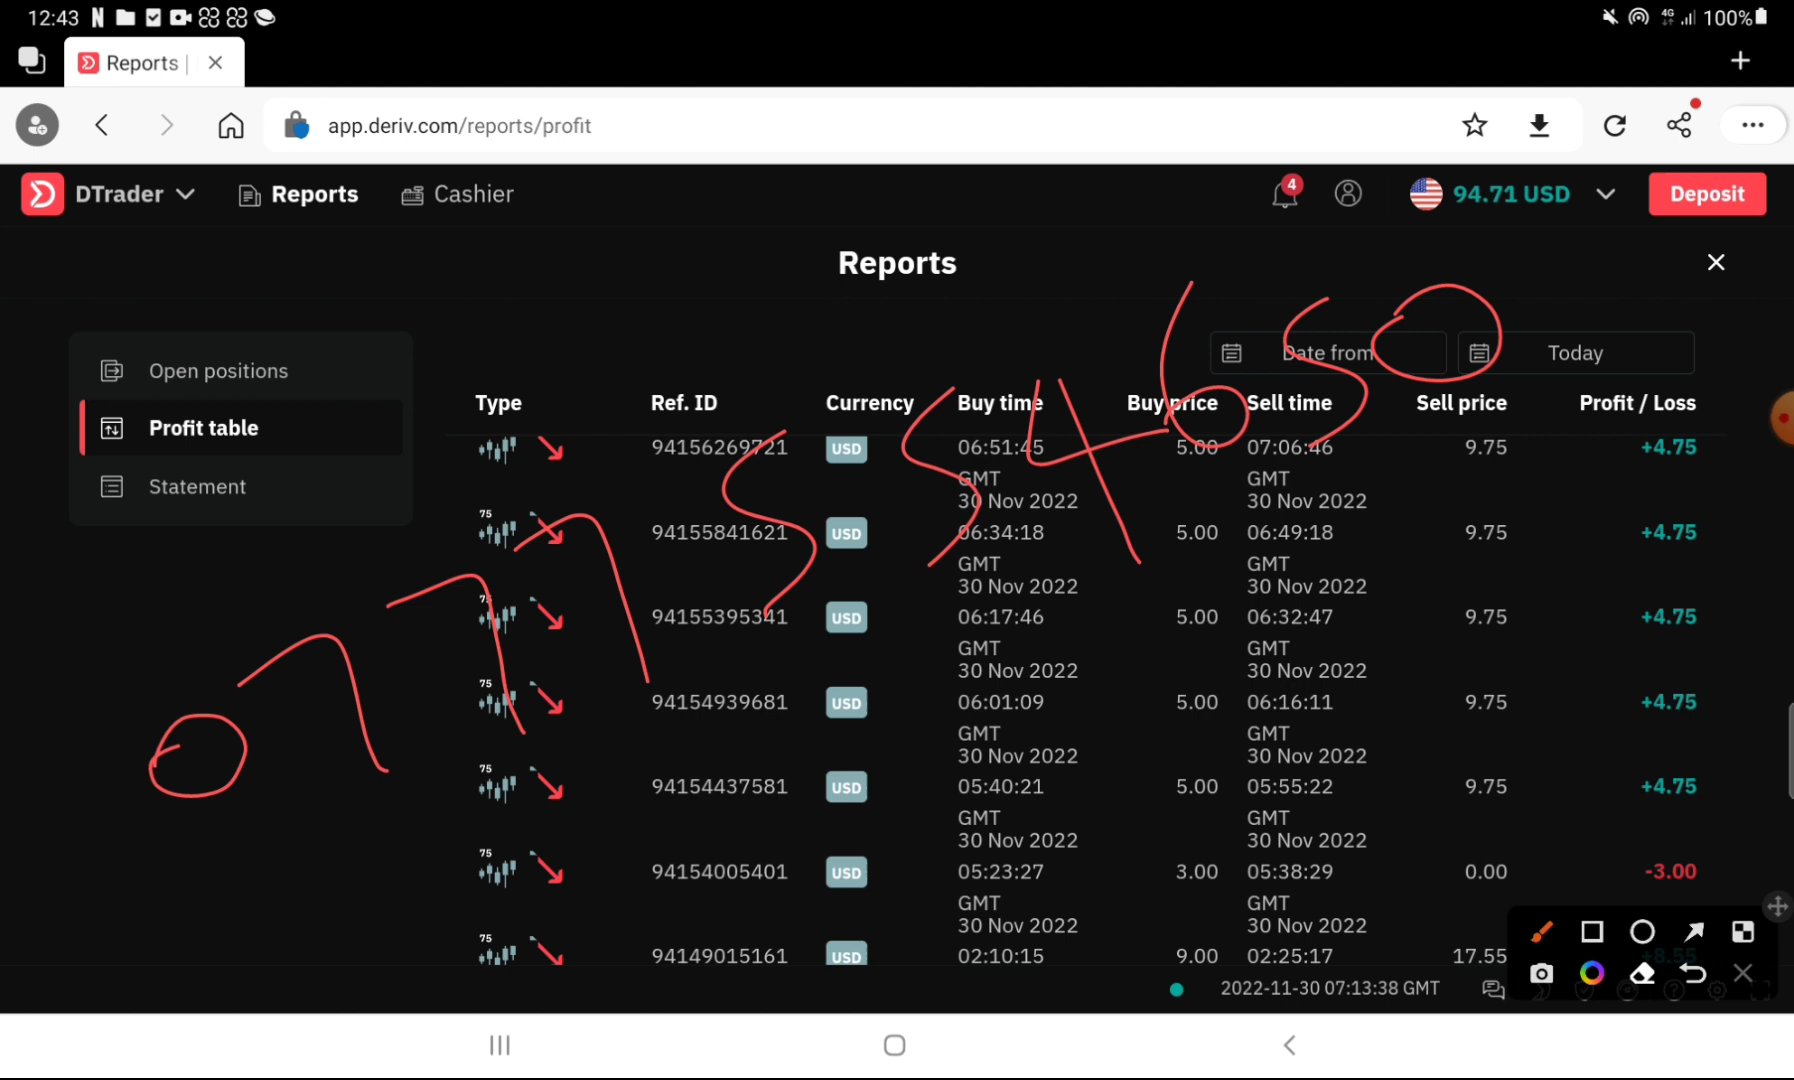 12:43 N 4G 100%
Reports |
app.deriv.com/reports/profit
DTrader Reports Cashier 4 94.71 USD Deposit
Reports
Open positions
Profit table
Statement
Date from Today
Type Ref. ID Currency Buy time Buy price Sell time Sell price Profit / Loss
94156269721 USD 06:51:45 5.00 07:06:46 9.75 +4.75
GMT GMT
30 Nov 2022 30 Nov 2022
75 94155841621 USD 06:34:18 5.00 06:49:18 9.75 +4.75
GMT GMT
30 Nov 2022 30 Nov 2022
75 94155395341 USD 06:17:46 5.00 06:32:47 9.75 +4.75
GMT GMT
30 Nov 2022 30 Nov 2022
75 94154939681 USD 06:01:09 5.00 06:16:11 9.75 +4.75
GMT GMT
30 Nov 2022 30 Nov 2022
75 94154437581 USD 05:40:21 5.00 05:55:22 9.75 +4.75
GMT GMT
30 Nov 2022 30 Nov 2022
75 94154005401 USD 05:23:27 3.00 05:38:29 0.00 -3.00
GMT GMT
30 Nov 2022 30 Nov 2022
75 94149015161 USD 02:10:15 9.00 02:25:17 17.55 +8.55
2022-11-30 07:13:38 GMT
0777554650